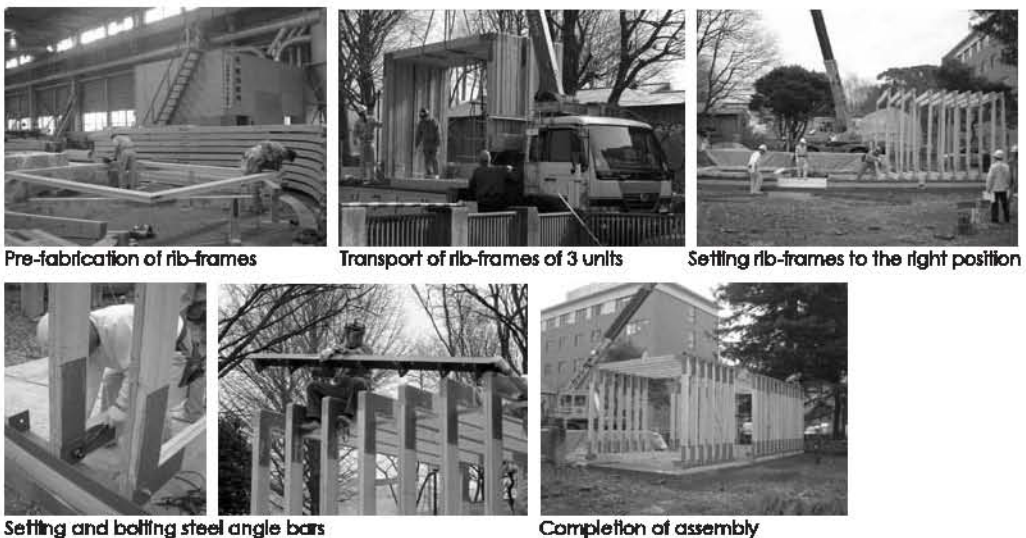 Pre-fabrication of rib-frames
Transport of rib-frames of 3 units
Setting rib-frames to the right position
Setting and bolting steel angle bars
Completion of assembly